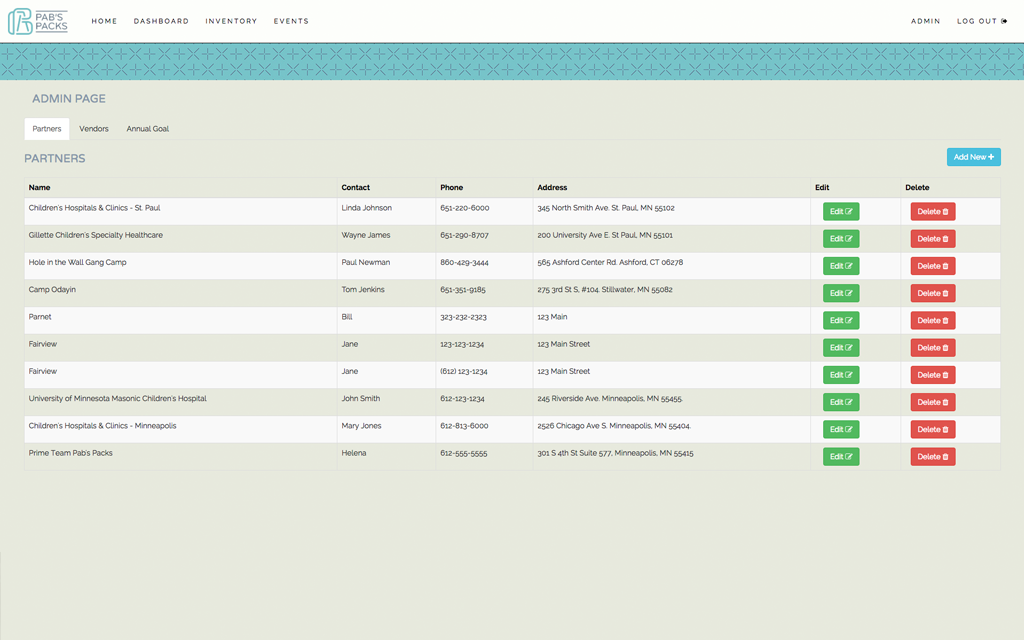 PAB'S
PACKS
HOME DASHBOARD INVENTORY EVENTS ADMIN LOG OUT
ADMIN PAGE
Partners Vendors Annual Goal
PARTNERS Add New
Name Contact Phone Address Edit Delete
Children's Hospitals & Clinics - St. Paul Linda Johnson 651-220-6000 345 North Smith Ave. St. Paul, MN 55102 Edit Delete
Gillette Children's Specialty Healthcare Wayne James 651-290-8707 200 University Ave E. St Paul, MN 55101 Edit Delete
Hole in the Wall Gang Camp Paul Newman 860-429-3444 565 Ashford Center Rd. Ashford, CT 06278 Edit Delete
Camp Odayin Tom Jenkins 651-351-9185 275 3rd St S, #104. Stillwater, MN 55082 Edit Delete
Parnet Bill 323-232-2323 123 Main Edit Delete
Fairview Jane 123-123-1234 123 Main Street Edit Delete
Fairview Jane (612) 123-1234 123 Main Street Edit Delete
University of Minnesota Masonic Children's Hospital John Smith 612-123-1234 245 Riverside Ave. Minneapolis, MN 55455. Edit Delete
Children's Hospitals & Clinics - Minneapolis Mary Jones 612-813-6000 2526 Chicago Ave S. Minneapolis, MN 55404. Edit Delete
Prime Team Pab's Packs Helena 612-555-5555 301 S 4th St Suite 577, Minneapolis, MN 55415 Edit Delete